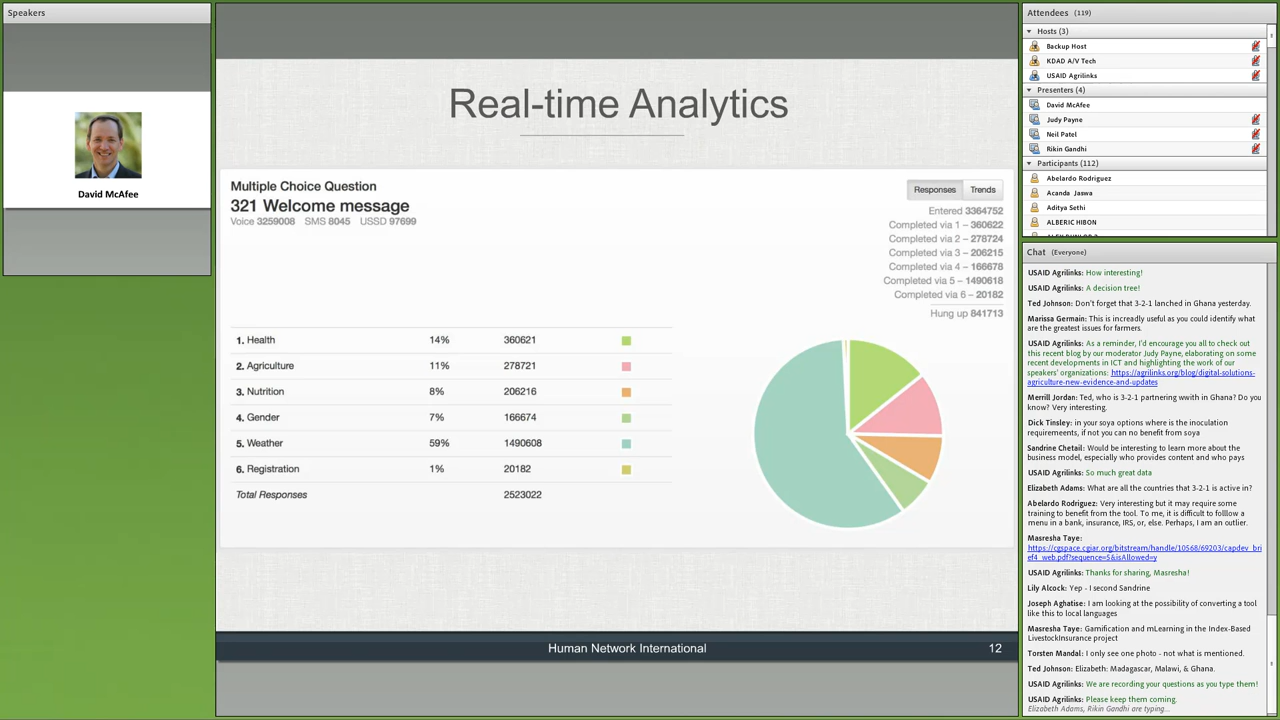 Speakers
David McAfee
Real-time Analytics
Multiple Choice Question
321 Welcome message
Voice 3259008 SMS 8045 USSD 97699
Responses Trends
Entered 3364752
Completed via 1 – 360622
Completed via 2 – 278724
Completed via 3 – 206215
Completed via 4 – 166678
Completed via 5 – 1490618
Completed via 6 – 20182
Hung up 841713
1. Health 14% 360621
2. Agriculture 11% 278721
3. Nutrition 8% 206216
4. Gender 7% 166674
5. Weather 59% 1490608
6. Registration 1% 20182
Total Responses 2523022
Human Network International 12
Attendees (119)
Hosts (3)
Backup Host
KDAD A/V Tech
USAID Agrilinks
Presenters (4)
David McAfee
Judy Payne
Neil Patel
Rikin Gandhi
Participants (112)
Abelardo Rodriguez
Acanda Jaswa
Aditya Sethi
ALBERIC HIBON
Chat (Everyone)
USAID Agrilinks: How interesting!
USAID Agrilinks: A decision tree!
Ted Johnson: Don't forget that 3-2-1 lanched in Ghana yesterday.
Marissa Germain: This is increadly useful as you could identify what
are the greatest issues for farmers.
USAID Agrilinks: As a reminder, I'd encourage you all to check out
this recent blog by our moderator Judy Payne, elaborating on some
recent developments in ICT and highlighting the work of our
speakers' organizations: https://agrilinks.org/blog/digital-solutions-
agriculture-new-evidence-and-updates
Merrill Jordan: Ted, who is 3-2-1 partnering wwith in Ghana? Do you
know? Very interesting.
Dick Tinsley: in your soya options where is the inoculation
requireements, if not you can no benefit from soya
Sandrine Chetail: Would be interesting to learn more about the
business model, especially who provides content and who pays
USAID Agrilinks: So much great data
Elizabeth Adams: What are all the countries that 3-2-1 is active in?
Abelardo Rodriguez: Very interesting but it may require some
training to benefit from the tool. To me, it is difficult to folllow a
menu in a bank, insurance, IRS, or, else. Perhaps, I am an outlier.
Masresha Taye:
https://cgspace.cgiar.org/bitstream/handle/10568/69203/capdev_bri
ef4_web.pdf?sequence=5&isAllowed=y
USAID Agrilinks: Thanks for sharing, Masresha!
Lily Alcock: Yep - I second Sandrine
Joseph Aghatise: I am looking at the possibility of converting a tool
like this to local languages
Masresha Taye: Gamification and mLearning in the Index-Based
LivestockInsurance project
Torsten Mandal: I only see one photo - not what is mentioned.
Ted Johnson: Elizabeth: Madagascar, Malawi, & Ghana.
USAID Agrilinks: We are recording your questions as you type them!
USAID Agrilinks: Please keep them coming.
Elizabeth Adams, Rikin Gandhi are typing...